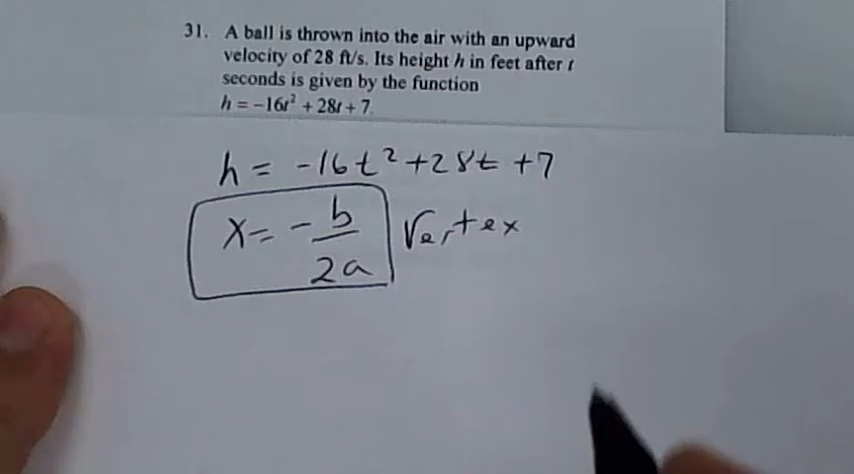 31. A ball is thrown into the air with an upward
velocity of 28 ft/s. Its height h in feet after t
seconds is given by the function
h = -16t² + 28t + 7.
h = -16t² +28t +7
x = - b
2a
Vertex